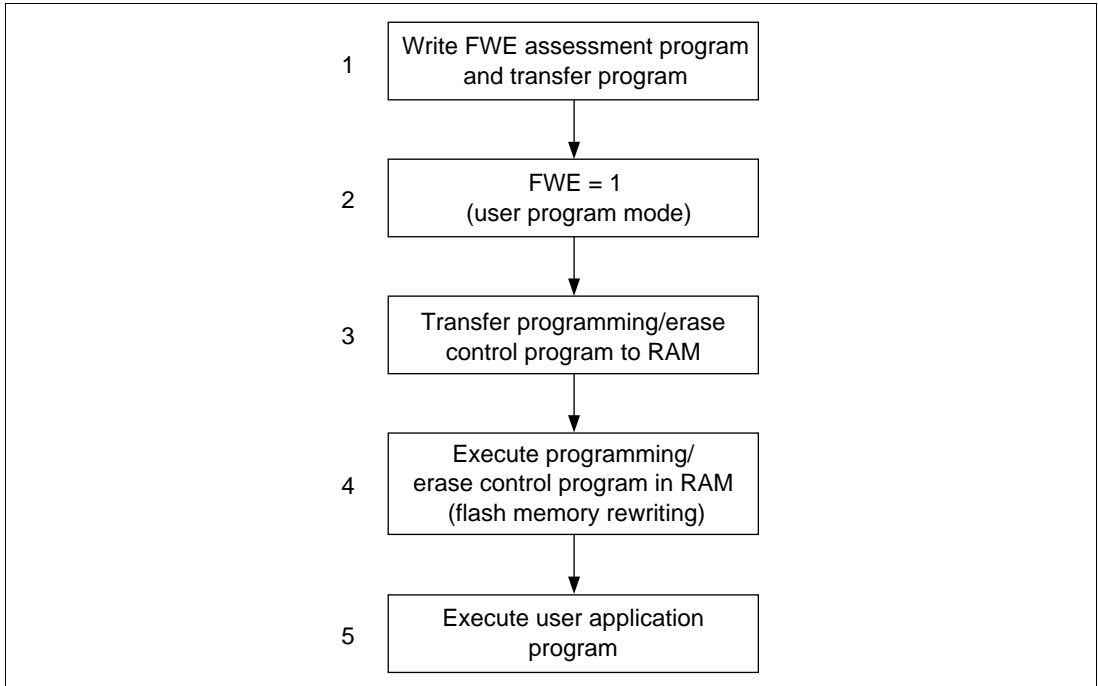 1
Write FWE assessment program
and transfer program
2
FWE = 1
(user program mode)
3
Transfer programming/erase
control program to RAM
4
Execute programming/
erase control program in RAM
(flash memory rewriting)
5
Execute user application
program